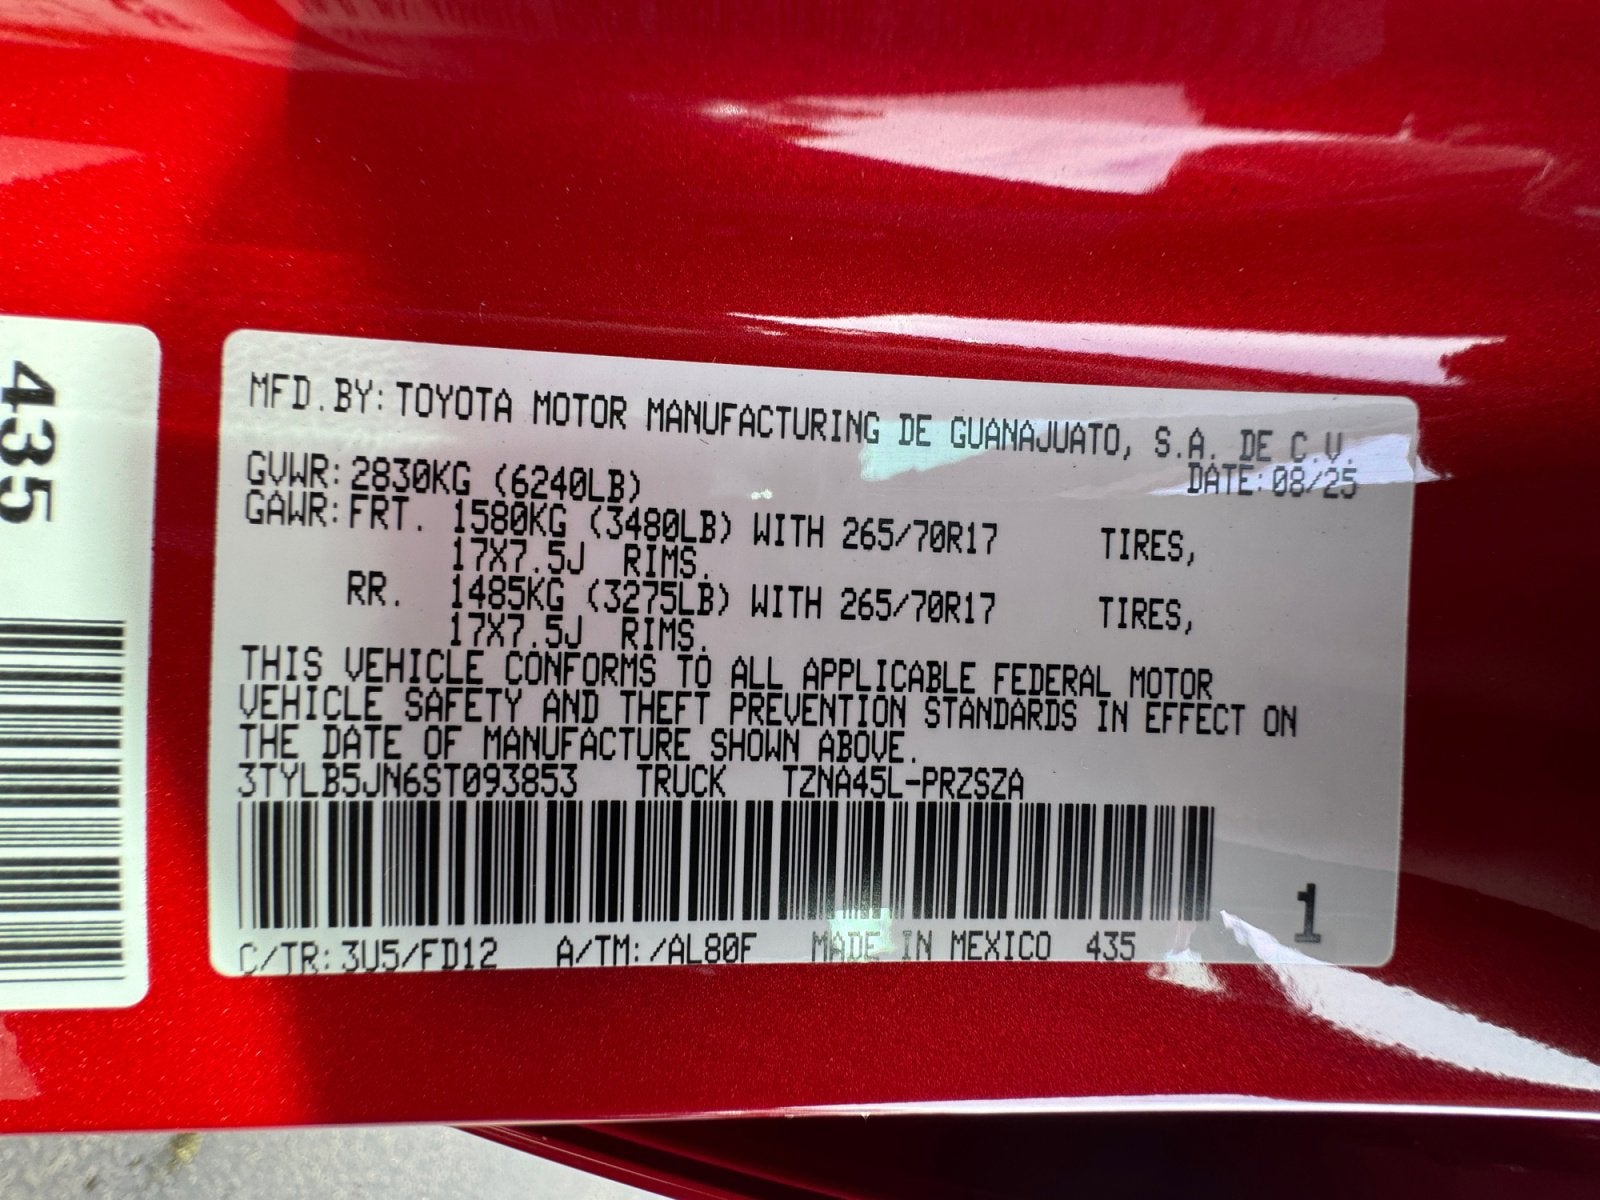 435
MFD.BY:TOYOTA MOTOR MANUFACTURING DE GUANAJUATO, S.A. DE C.V.
GVWR:2830KG (6240LB) DATE:08/25
GAWR:FRT. 1580KG (3480LB) WITH 265/70R17 TIRES,
17X7.5J RIMS.
RR. 1485KG (3275LB) WITH 265/70R17 TIRES,
17X7.5J RIMS.
THIS VEHICLE CONFORMS TO ALL APPLICABLE FEDERAL MOTOR
VEHICLE SAFETY AND THEFT PREVENTION STANDARDS IN EFFECT ON
THE DATE OF MANUFACTURE SHOWN ABOVE.
3TYLB5JN6ST093853 TRUCK TZNA45L-PRZSZA
1
C/TR:3U5/FD12 A/TM:/AL80F MADE IN MEXICO 435